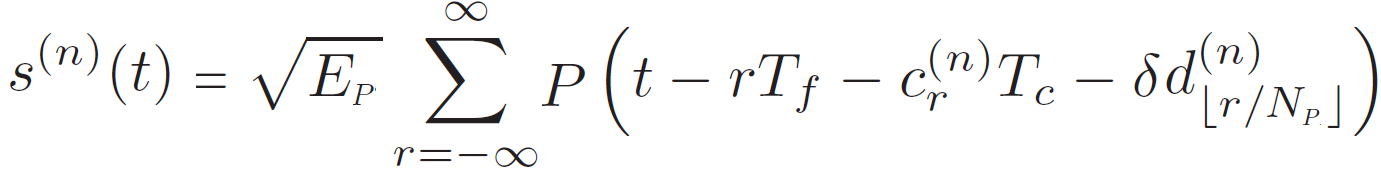 s^{(n)}(t) = \sqrt{E_P} \sum_{r=-\infty}^{\infty} P\left(t - rT_f - c_r^{(n)}T_c - \delta d_{\lfloor r/N_P \rfloor}^{(n)}\right)